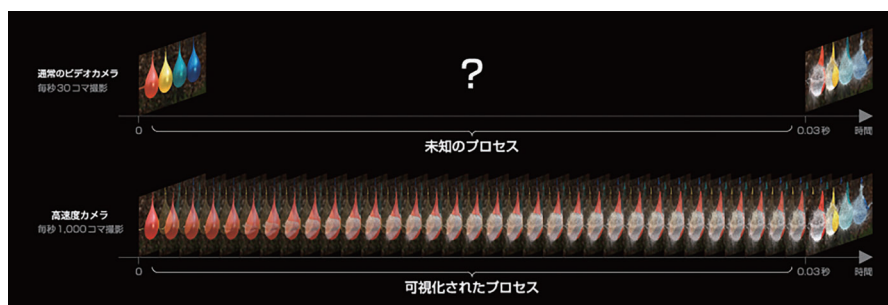 通常のビデオカメラ
毎秒30コマ撮影
?
0
0.03秒
時間
未知のプロセス
高速度カメラ
毎秒1,000コマ撮影
0
0.03秒
時間
可視化されたプロセス